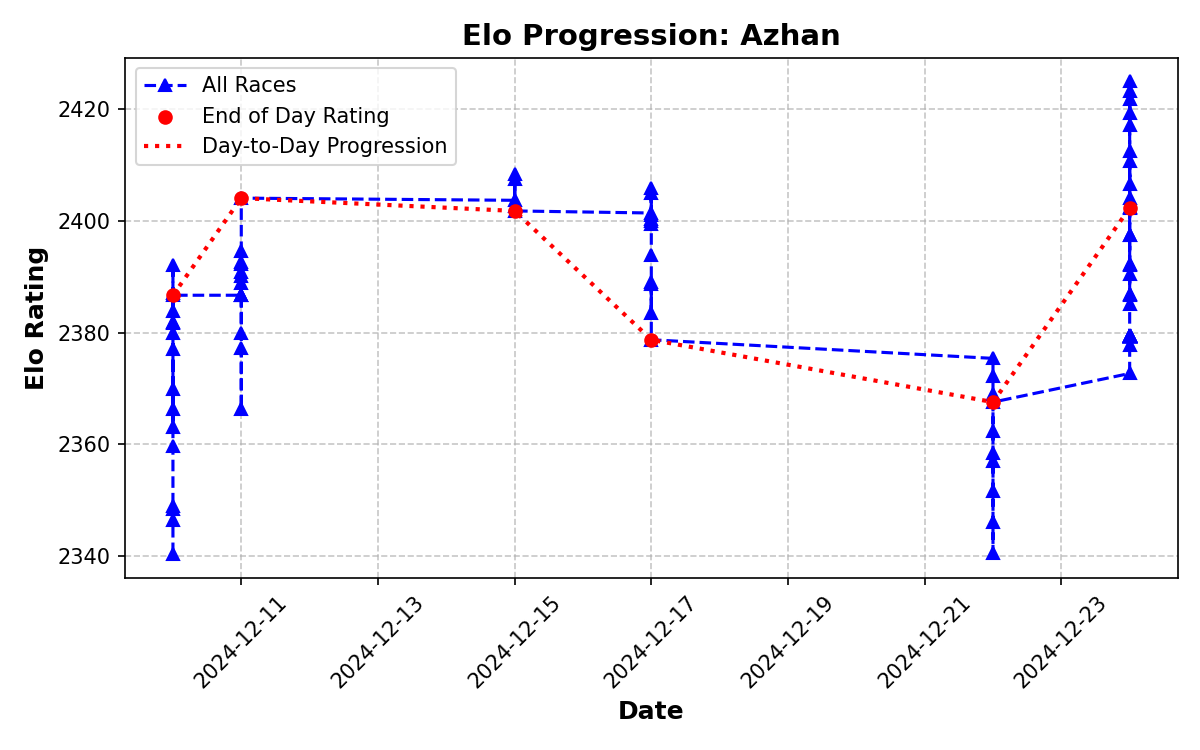 Elo Progression: Azhan
All Races
End of Day Rating
Day-to-Day Progression
Elo Rating
2420
2400
2380
2360
2340
2024-12-11
2024-12-13
2024-12-15
2024-12-17
2024-12-19
2024-12-21
2024-12-23
Date